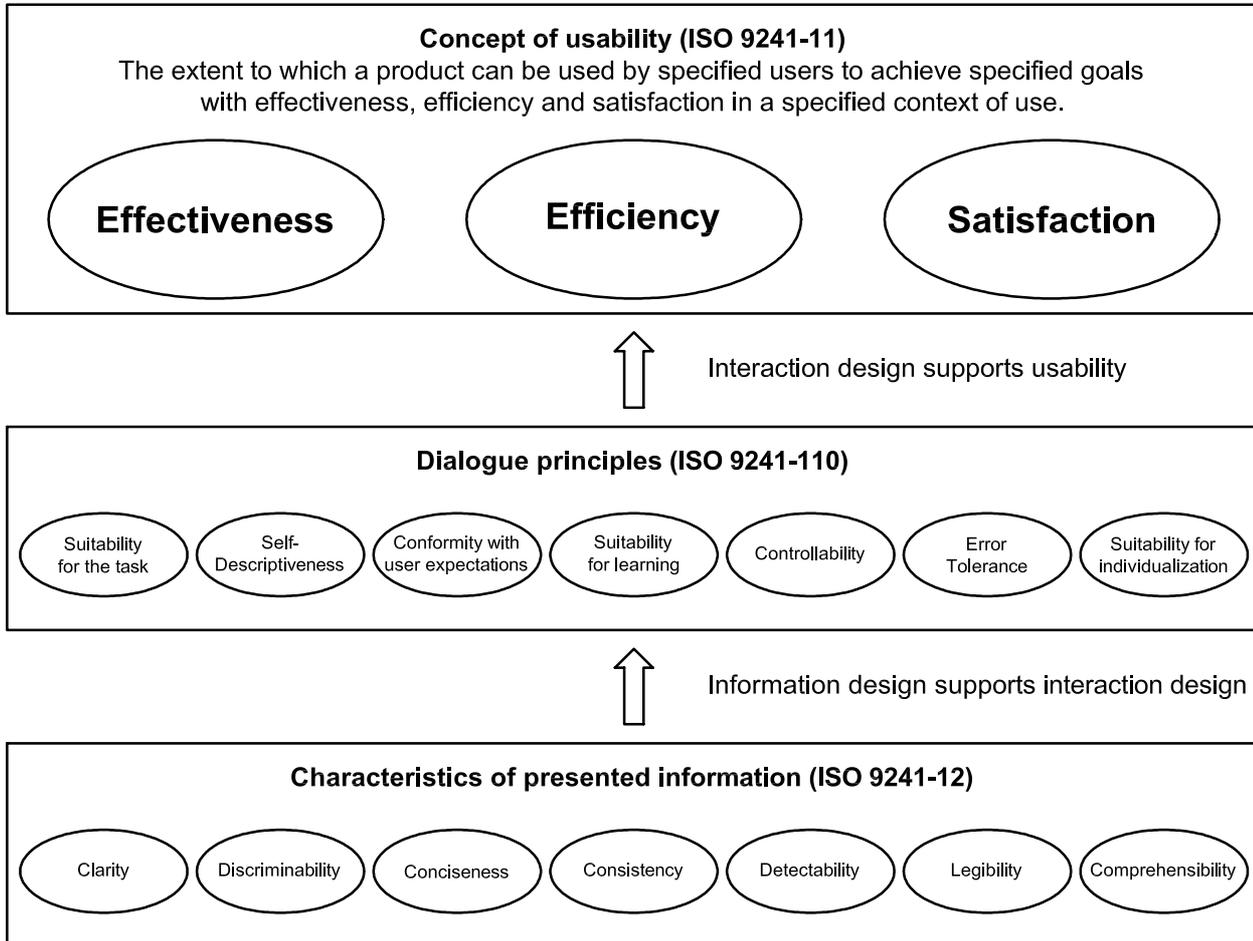 Concept of usability (ISO 9241-11)
The extent to which a product can be used by specified users to achieve specified goals
with effectiveness, efficiency and satisfaction in a specified context of use.
Effectiveness
Efficiency
Satisfaction
Interaction design supports usability
Dialogue principles (ISO 9241-110)
Suitability
for the task
Self-
Descriptiveness
Conformity with
user expectations
Suitability
for learning
Controllability
Error
Tolerance
Suitability for
individualization
Information design supports interaction design
Characteristics of presented information (ISO 9241-12)
Clarity
Discriminability
Conciseness
Consistency
Detectability
Legibility
Comprehensibility